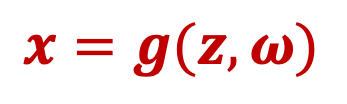 x = g(z, ω)